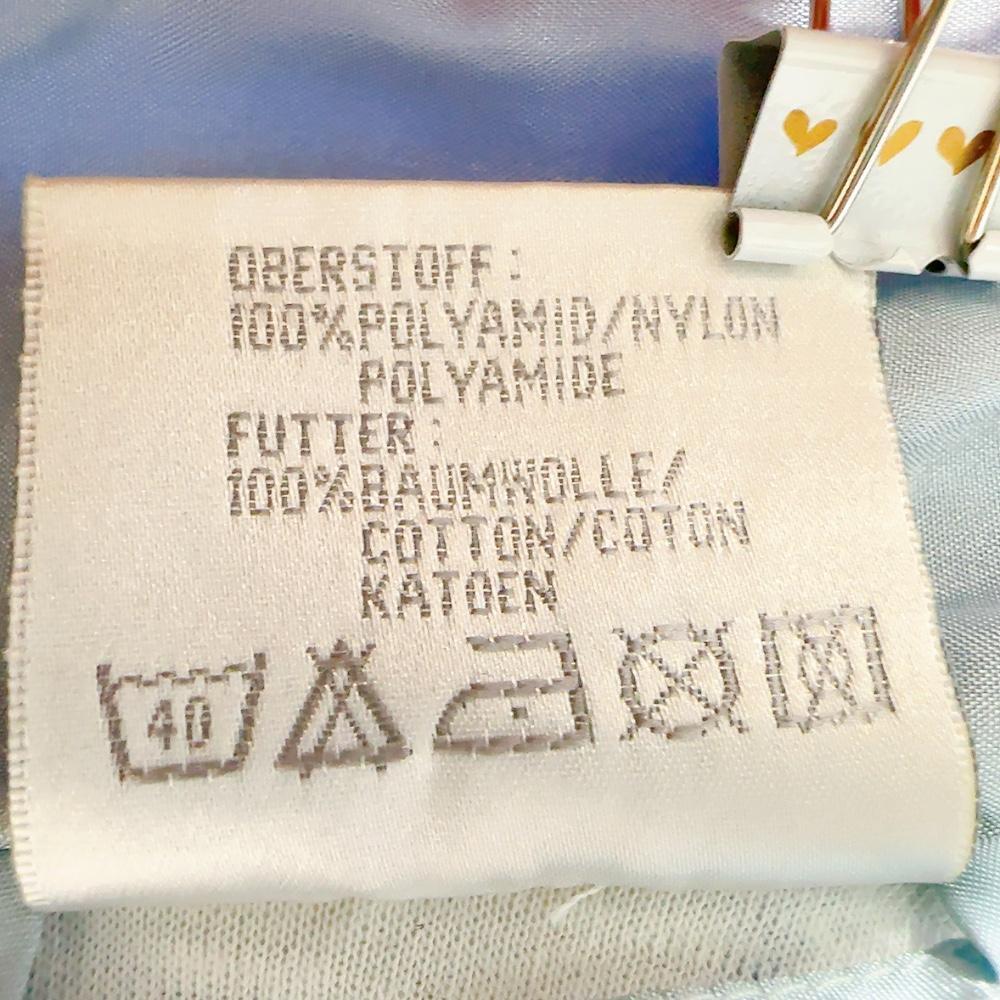 OBERSTOFF:
100%POLYAMID/NYLON
POLYAMIDE
FUTTER:
100%BAUMWOLLE/
COTTON/COTON
KATOEN
40